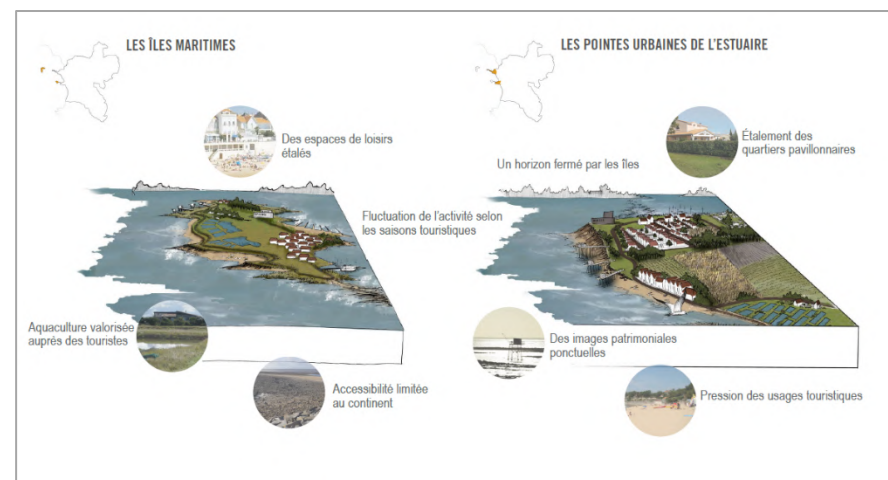 LES ÎLES MARITIMES
Des espaces de loisirs
étalés
Fluctuation de l'activité selon
les saisons touristiques
Aquaculture valorisée
auprès des touristes
Accessibilité limitée
au continent
LES POINTES URBAINES DE L'ESTUAIRE
Étalement des
quartiers pavillonnaires
Un horizon fermé par les îles
Des images patrimoniales
ponctuelles
Pression des usages touristiques